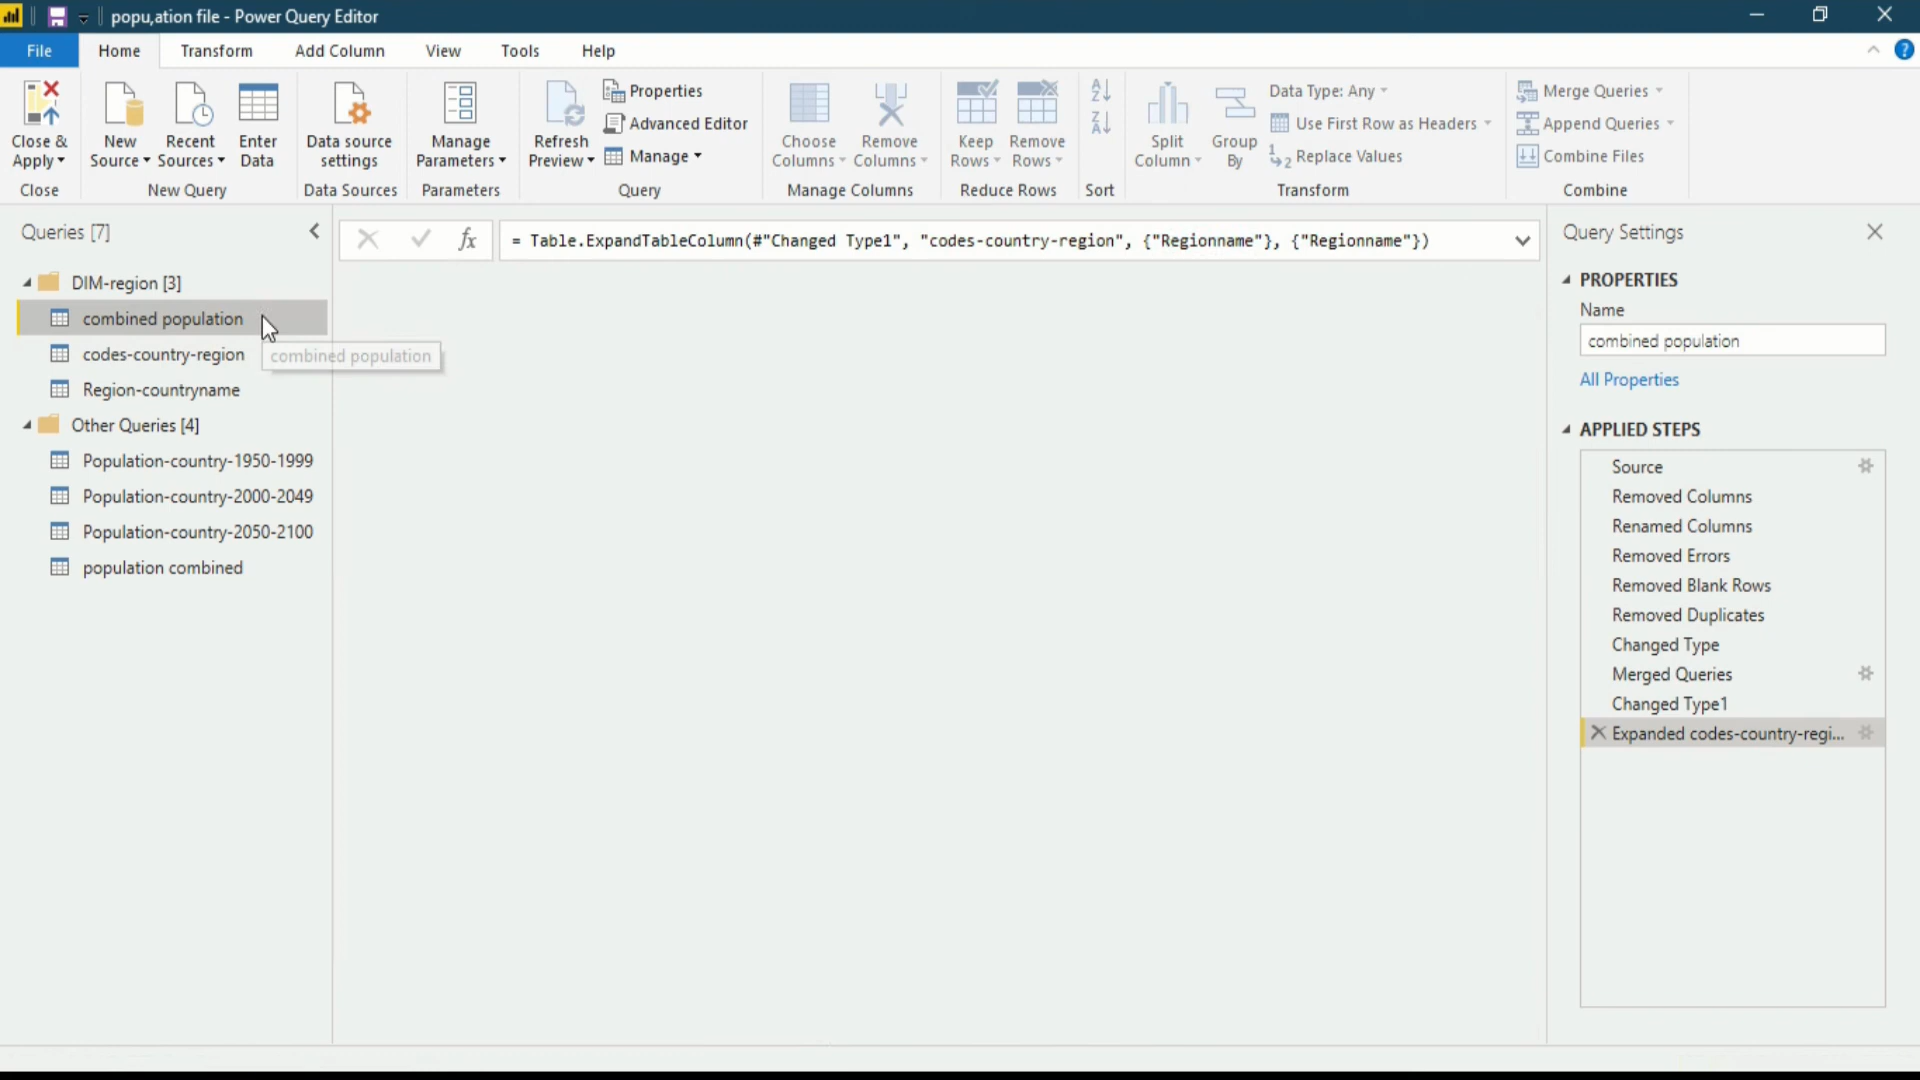 popu,ation file - Power Query Editor
File
Home
Transform
Add Column
View
Tools
Help
?
Close &
Apply
Close
New
Source
Recent
Sources
Enter
Data
New Query
Data source
settings
Data Sources
Manage
Parameters
Parameters
Refresh
Preview
Properties
Advanced Editor
Manage
Query
Choose
Columns
Remove
Columns
Manage Columns
Keep
Rows
Remove
Rows
Reduce Rows
A
Z
Z
A
Sort
Split
Column
Group
By
Data Type: Any
Use First Row as Headers
1
2
Replace Values
Transform
Merge Queries
Append Queries
Combine Files
Combine
Queries [7]
DIM-region [3]
combined population
codes-country-region
combined population
Region-countryname
Other Queries [4]
Population-country-1950-1999
Population-country-2000-2049
Population-country-2050-2100
population combined
fx
= Table.ExpandTableColumn(#"Changed Type1", "codes-country-region", {"Regionname"}, {"Regionname"})
Query Settings
PROPERTIES
Name
combined population
All Properties
APPLIED STEPS
Source
Removed Columns
Renamed Columns
Removed Errors
Removed Blank Rows
Removed Duplicates
Changed Type
Merged Queries
Changed Type1
Expanded codes-country-regi...